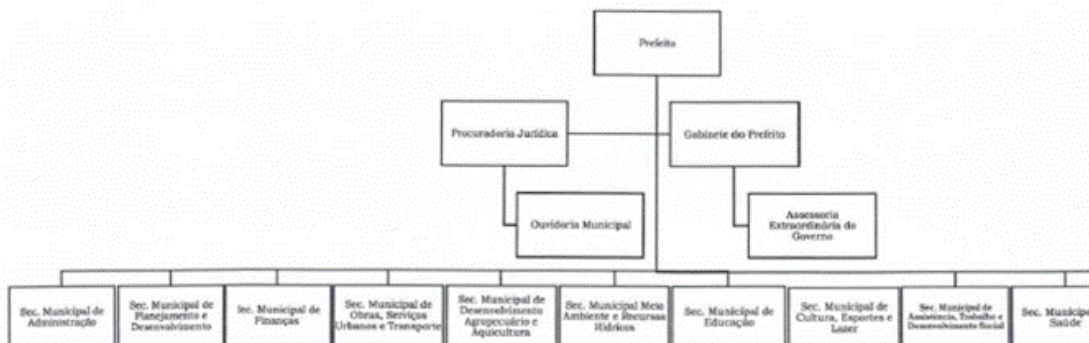 Prefeito
Procuradoria Jurídica
Gabinete do Prefeito
Ouvidoria Municipal
Assessoria
Extraordinária do
Governo
Sec. Municipal de
Administração
Sec. Municipal de
Planejamento e
Desenvolvimento
Sec. Municipal de
Finanças
Sec. Municipal de
Obras, Serviços
Urbanos e Transporte
Sec. Municipal de
Desenvolvimento
Agropecuário e
Aquicultura
Sec. Municipal Meio
Ambiente e Recursos
Hídricos
Sec. Municipal de
Educação
Sec. Municipal de
Cultura, Esportes e
Lazer
Sec. Municipal de
Assistência, Trabalho e
Desenvolvimento Social
Sec. Municipal
Saúde